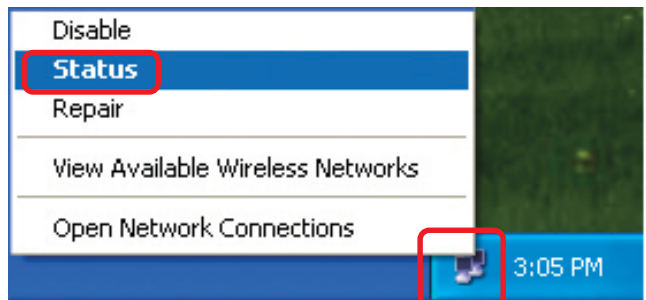 Disable
Status
Repair
View Available Wireless Networks
Open Network Connections
3:05 PM